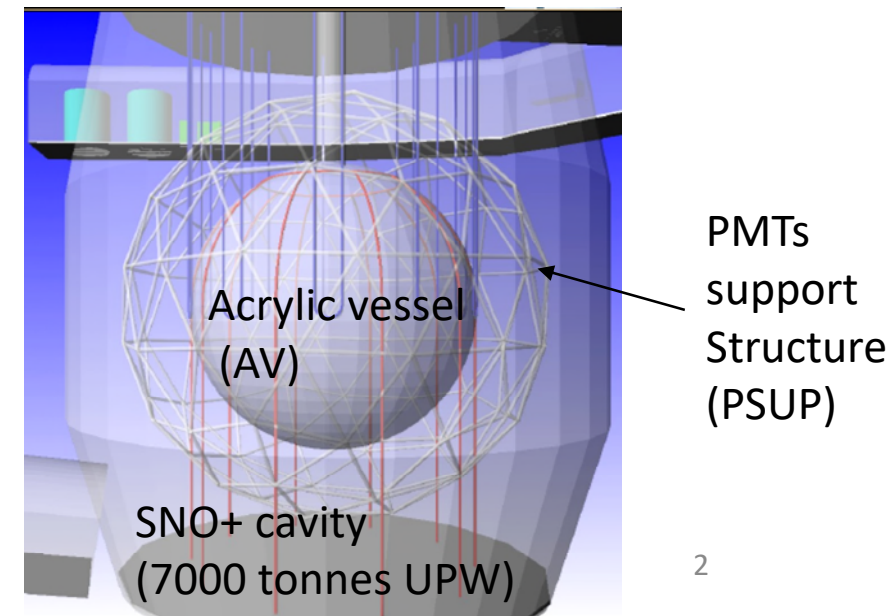 Acrylic vessel
(AV)
PMTs
support
Structure
(PSUP)
SNO+ cavity
(7000 tonnes UPW)
2